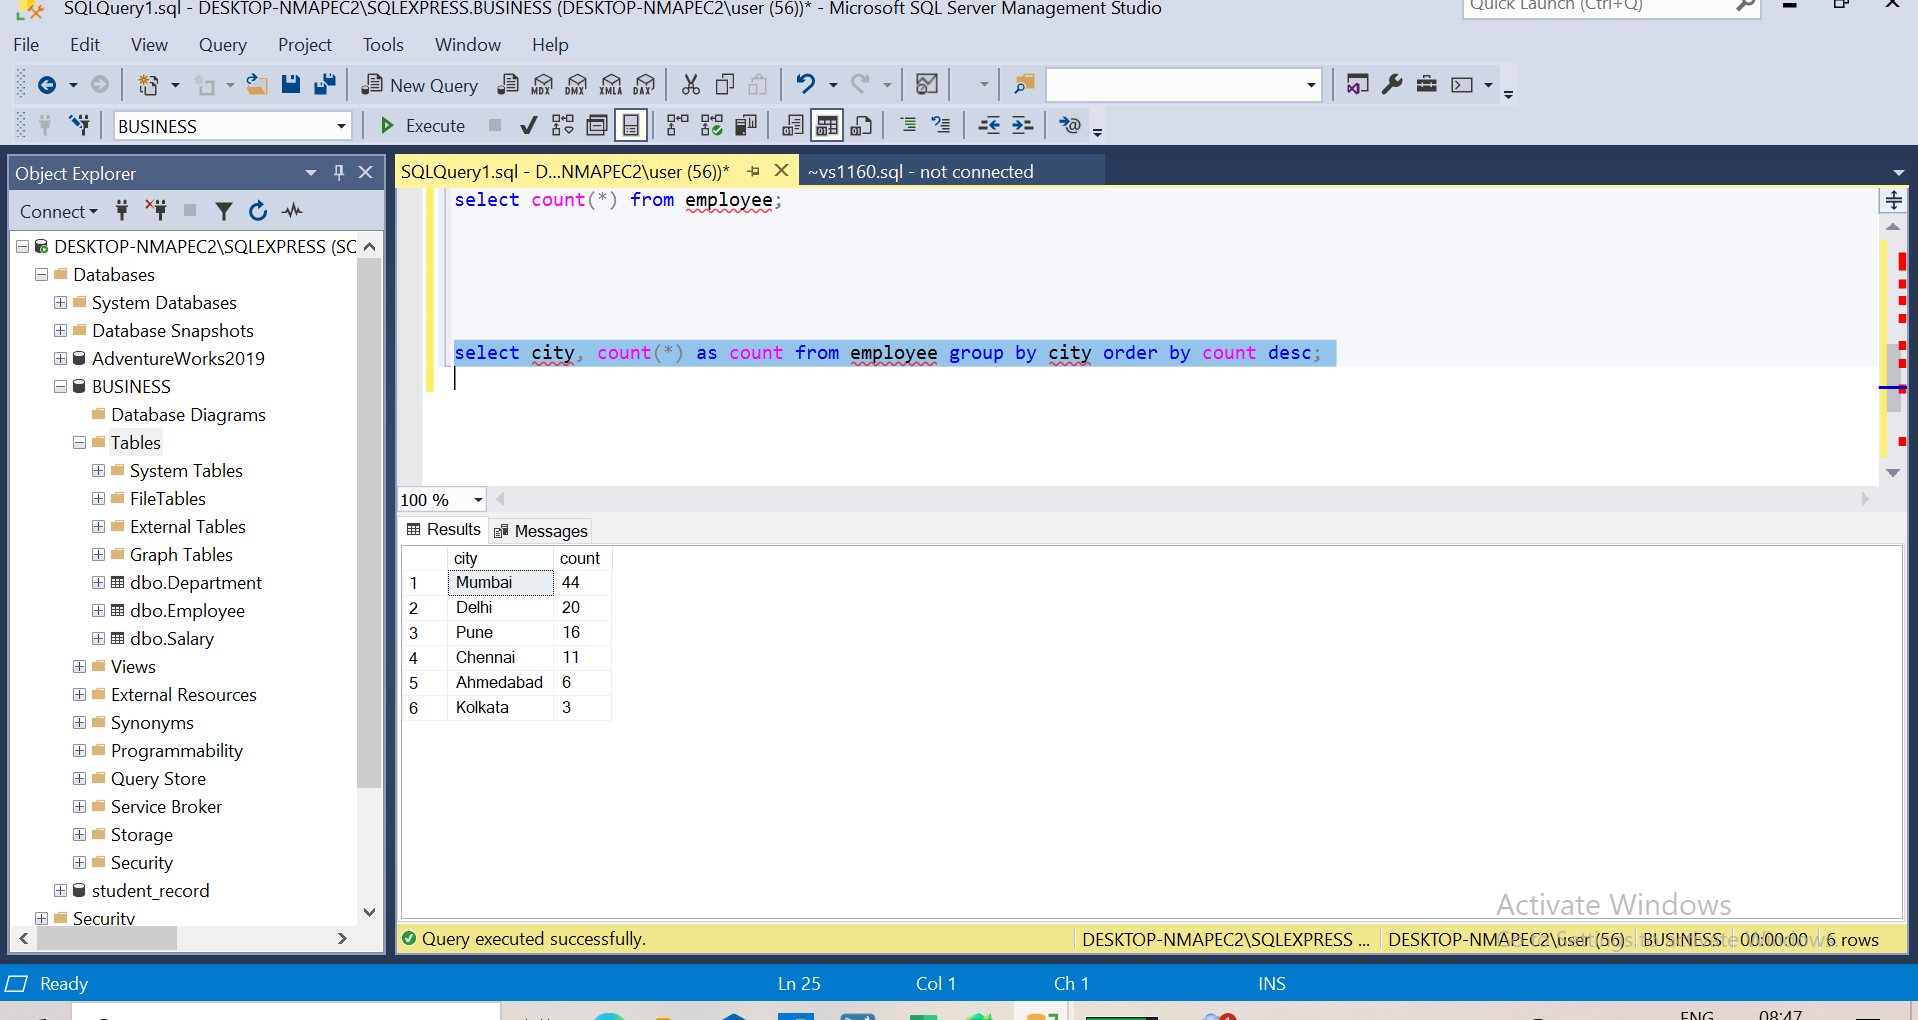 SQLQuery1.sql - DESKTOP-NMAPEC2\SQLEXPRESS.BUSINESS (DESKTOP-NMAPEC2\user (56))* - Microsoft SQL Server Management Studio
Quick Launch (Ctrl+Q)
File Edit View Query Project Tools Window Help
New Query MDX DMX XMLA DAX
BUSINESS Execute
Object Explorer
Connect
DESKTOP-NMAPEC2\SQLEXPRESS (SC
Databases
System Databases
Database Snapshots
AdventureWorks2019
BUSINESS
Database Diagrams
Tables
System Tables
FileTables
External Tables
Graph Tables
dbo.Department
dbo.Employee
dbo.Salary
Views
External Resources
Synonyms
Programmability
Query Store
Service Broker
Storage
Security
student_record
Security
SQLQuery1.sql - D...NMAPEC2\user (56))* ~vs1160.sql - not connected
select count(*) from employee;
select city, count(*) as count from employee group by city order by count desc;
100 %
Results Messages
city count
1 Mumbai 44
2 Delhi 20
3 Pune 16
4 Chennai 11
5 Ahmedabad 6
6 Kolkata 3
Activate Windows
Query executed successfully. DESKTOP-NMAPEC2\SQLEXPRESS ... DESKTOP-NMAPEC2\user (56) BUSINESS 00:00:00 6 rows
Ready Ln 25 Col 1 Ch 1 INS
ENG 08:47